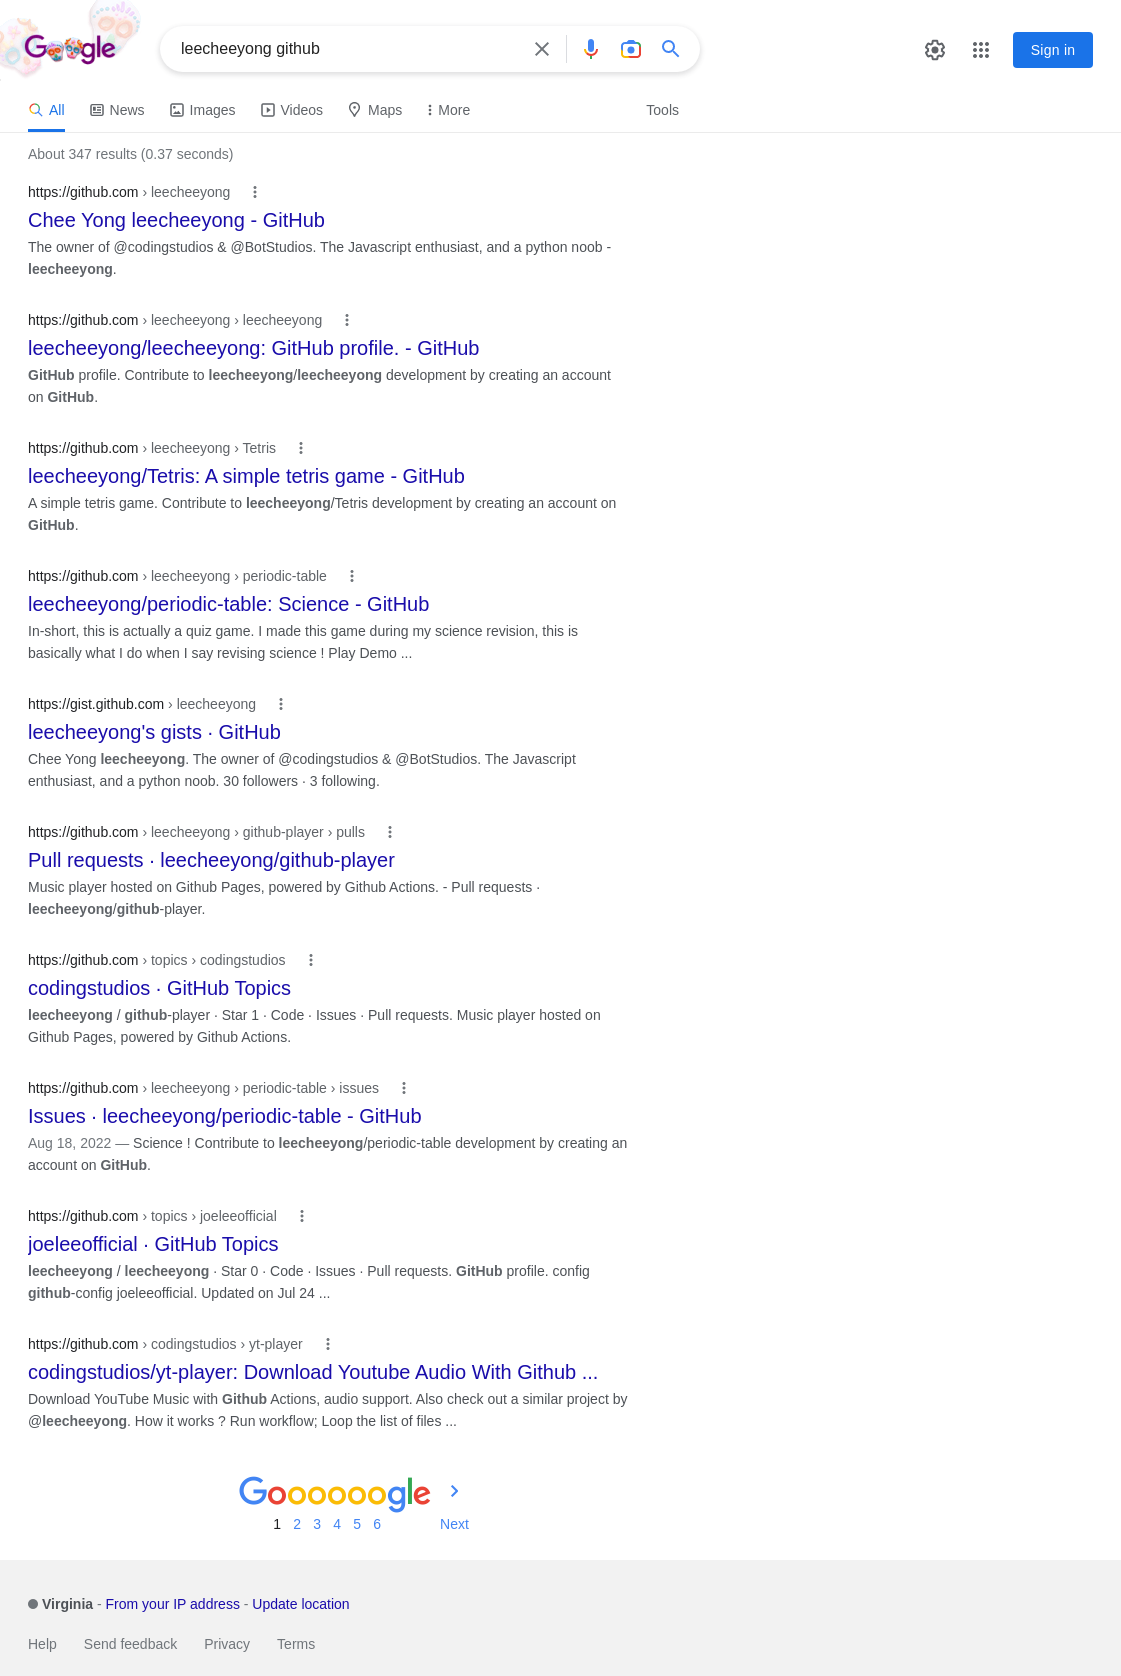 Google
leecheeyong github
Sign in
All News Images Videos Maps More Tools
About 347 results (0.37 seconds)
https://github.com › leecheeyong
Chee Yong leecheeyong - GitHub
The owner of @codingstudios & @BotStudios. The Javascript enthusiast, and a python noob -
leecheeyong.
https://github.com › leecheeyong › leecheeyong
leecheeyong/leecheeyong: GitHub profile. - GitHub
GitHub profile. Contribute to leecheeyong/leecheeyong development by creating an account
on GitHub.
https://github.com › leecheeyong › Tetris
leecheeyong/Tetris: A simple tetris game - GitHub
A simple tetris game. Contribute to leecheeyong/Tetris development by creating an account on
GitHub.
https://github.com › leecheeyong › periodic-table
leecheeyong/periodic-table: Science - GitHub
In-short, this is actually a quiz game. I made this game during my science revision, this is
basically what I do when I say revising science ! Play Demo ...
https://gist.github.com › leecheeyong
leecheeyong's gists · GitHub
Chee Yong leecheeyong. The owner of @codingstudios & @BotStudios. The Javascript
enthusiast, and a python noob. 30 followers · 3 following.
https://github.com › leecheeyong › github-player › pulls
Pull requests · leecheeyong/github-player
Music player hosted on Github Pages, powered by Github Actions. - Pull requests ·
leecheeyong/github-player.
https://github.com › topics › codingstudios
codingstudios · GitHub Topics
leecheeyong / github-player · Star 1 · Code · Issues · Pull requests. Music player hosted on
Github Pages, powered by Github Actions.
https://github.com › leecheeyong › periodic-table › issues
Issues · leecheeyong/periodic-table - GitHub
Aug 18, 2022 — Science ! Contribute to leecheeyong/periodic-table development by creating an
account on GitHub.
https://github.com › topics › joeleeofficial
joeleeofficial · GitHub Topics
leecheeyong / leecheeyong · Star 0 · Code · Issues · Pull requests. GitHub profile. config
github-config joeleeofficial. Updated on Jul 24 ...
https://github.com › codingstudios › yt-player
codingstudios/yt-player: Download Youtube Audio With Github ...
Download YouTube Music with Github Actions, audio support. Also check out a similar project by
@leecheeyong. How it works ? Run workflow; Loop the list of files ...
Goooooogle
1 2 3 4 5 6 Next
Virginia - From your IP address - Update location
Help Send feedback Privacy Terms